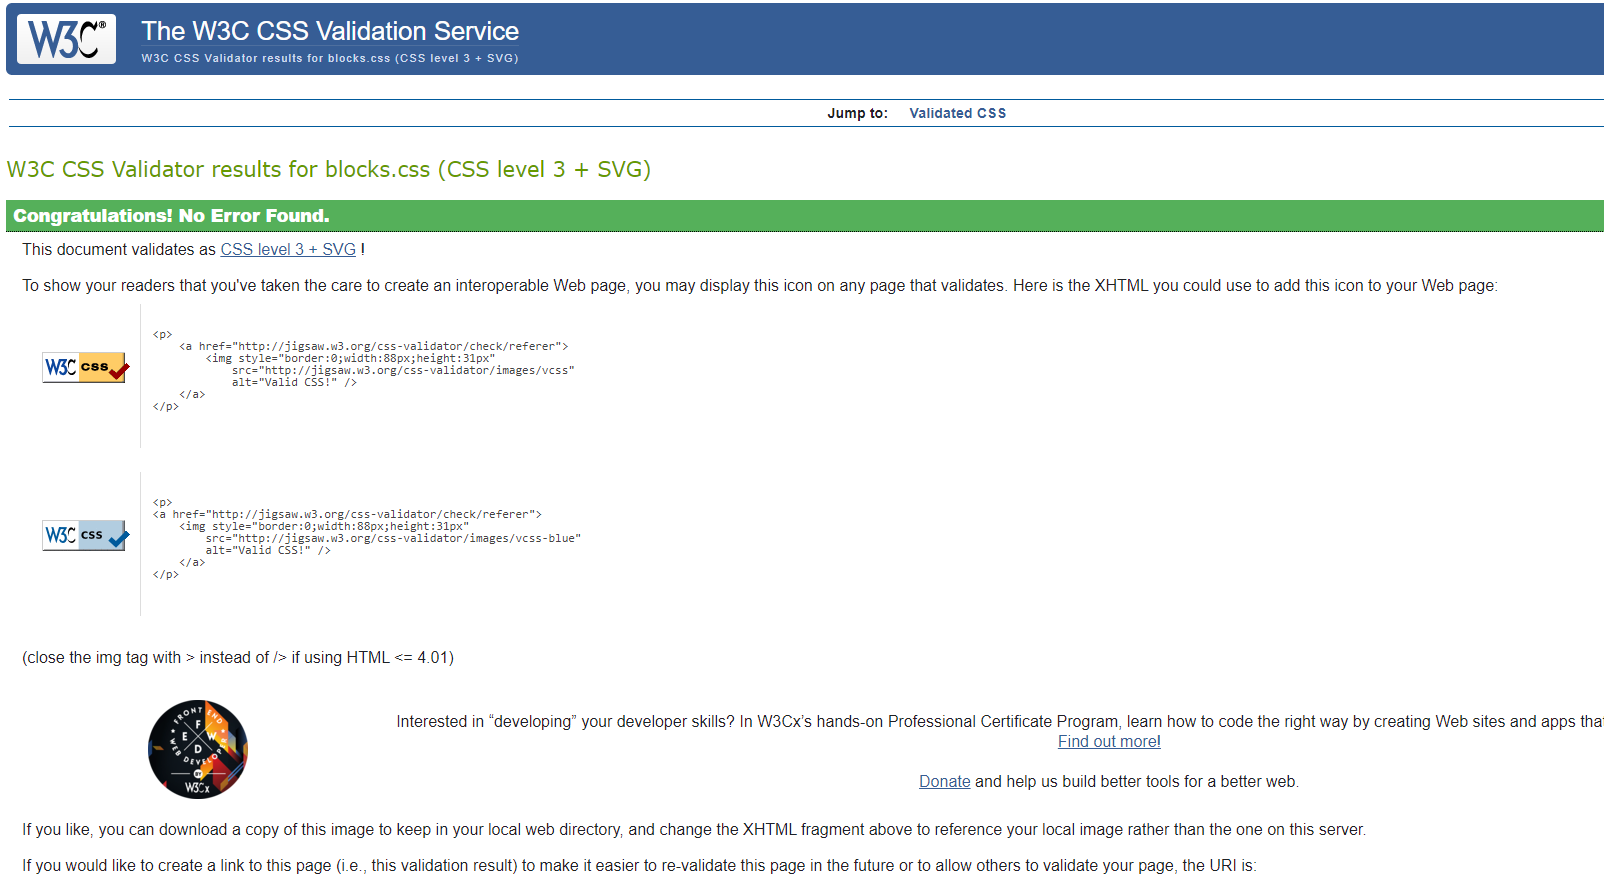 W3C®
The W3C CSS Validation Service
W3C CSS Validator results for blocks.css (CSS level 3 + SVG)
Jump to: Validated CSS
W3C CSS Validator results for blocks.css (CSS level 3 + SVG)
Congratulations! No Error Found.
This document validates as CSS level 3 + SVG !
To show your readers that you've taken the care to create an interoperable Web page, you may display this icon on any page that validates. Here is the XHTML you could use to add this icon to your Web page:
W3C CSS
<p>
<a href="http://jigsaw.w3.org/css-validator/check/referer">
<img style="border:0;width:88px;height:31px"
src="http://jigsaw.w3.org/css-validator/images/vcss"
alt="Valid CSS!" />
</a>
</p>
W3C CSS
<p>
<a href="http://jigsaw.w3.org/css-validator/check/referer">
<img style="border:0;width:88px;height:31px"
src="http://jigsaw.w3.org/css-validator/images/vcss-blue"
alt="Valid CSS!" />
</a>
</p>
(close the img tag with > instead of /> if using HTML <= 4.01)
FRONT END
F
E W
D
WEB DEVELOPER
BY
W3Cx
Interested in “developing” your developer skills? In W3Cx’s hands-on Professional Certificate Program, learn how to code the right way by creating Web sites and apps tha
Find out more!
Donate and help us build better tools for a better web.
If you like, you can download a copy of this image to keep in your local web directory, and change the XHTML fragment above to reference your local image rather than the one on this server.
If you would like to create a link to this page (i.e., this validation result) to make it easier to re-validate this page in the future or to allow others to validate your page, the URI is: